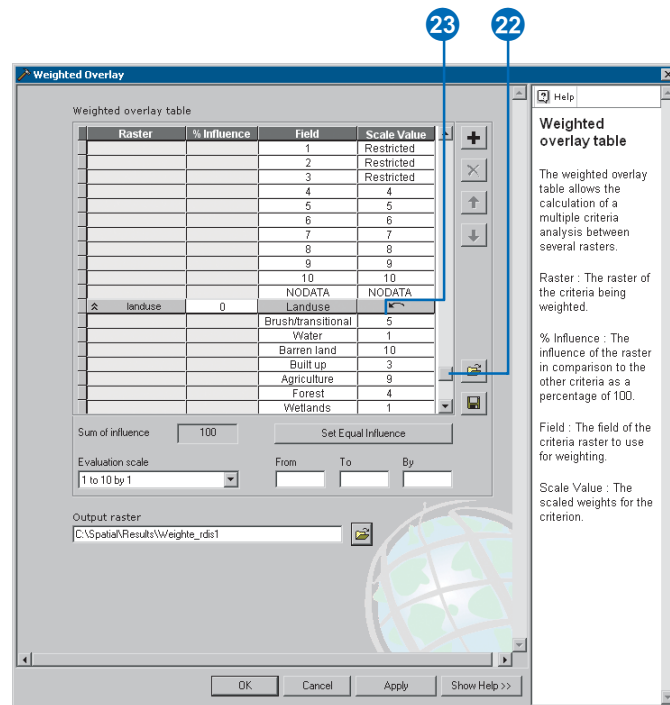 23 22
Weighted Overlay
Weighted overlay table
Raster % Influence Field Scale Value
1 Restricted
2 Restricted
3 Restricted
4 4
5 5
6 6
7 7
8 8
9 9
10 10
NODATA NODATA
landuse 0 Landuse
Brush/transitional 5
Water 1
Barren land 10
Built up 3
Agriculture 9
Forest 4
Wetlands 1
Sum of influence 100 Set Equal Influence
Evaluation scale From To By
1 to 10 by 1
Output raster
C:\Spatial\Results\Weighte_rdis1
OK Cancel Apply Show Help >>
Help
Weighted
overlay table
The weighted overlay
table allows the
calculation of a
multiple criteria
analysis between
several rasters.
Raster : The raster of
the criteria being
weighted.
% Influence : The
influence of the raster
in comparison to the
other criteria as a
percentage of 100.
Field : The field of the
criteria raster to use
for weighting.
Scale Value : The
scaled weights for the
criterion.